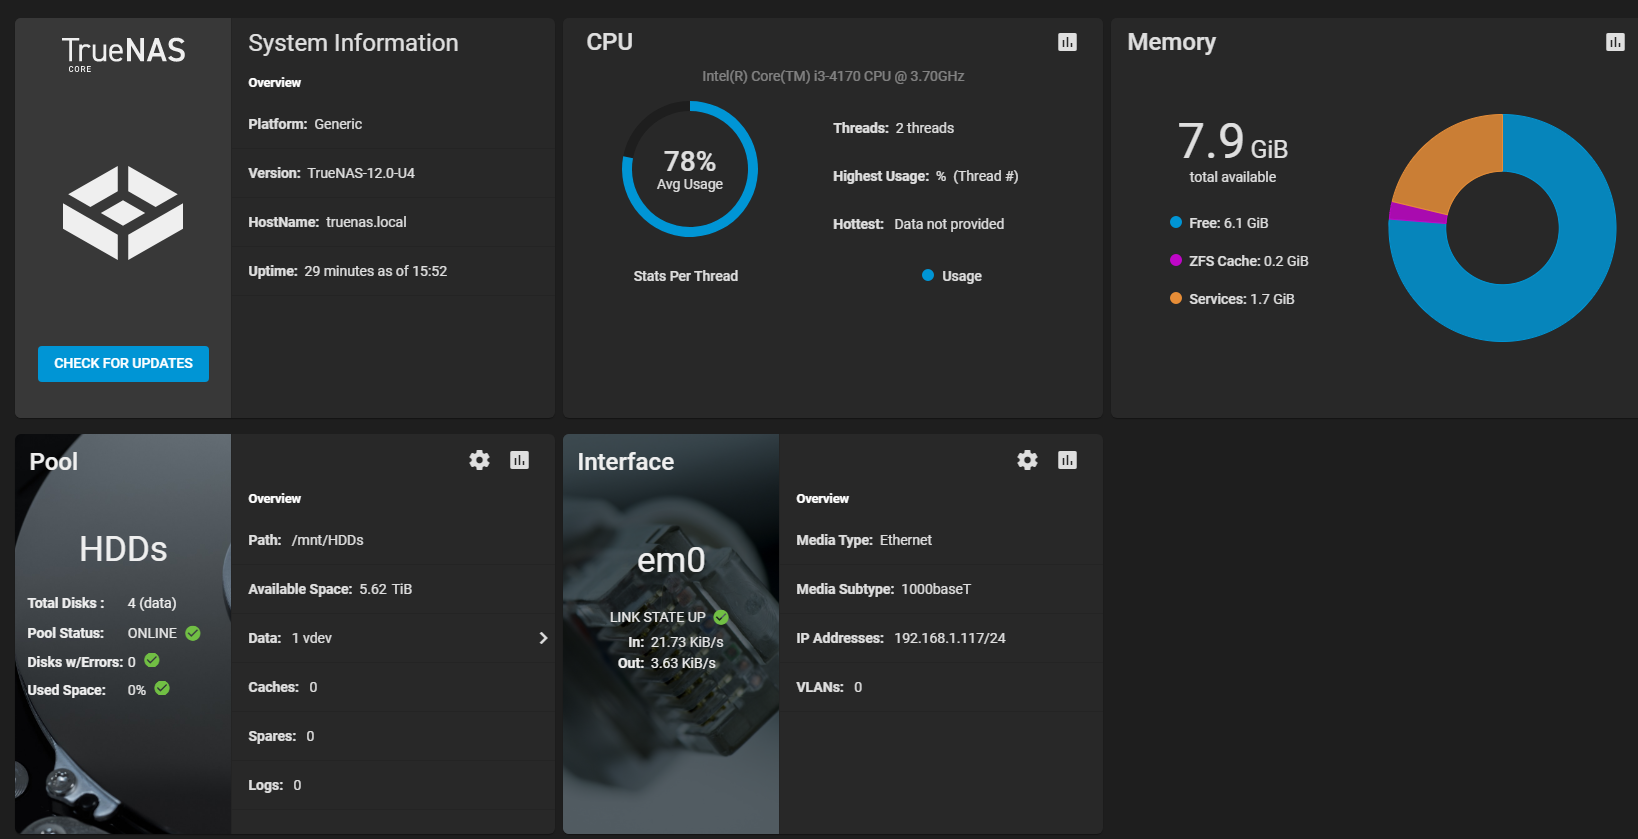 TrueNAS
CORE
CHECK FOR UPDATES
System Information
Overview
Platform: Generic
Version: TrueNAS-12.0-U4
HostName: truenas.local
Uptime: 29 minutes as of 15:52
CPU
Intel(R) Core(TM) i3-4170 CPU @ 3.70GHz
78%
Avg Usage
Threads: 2 threads
Highest Usage: % (Thread #)
Hottest: Data not provided
Stats Per Thread
Usage
Memory
7.9 GiB
total available
Free: 6.1 GiB
ZFS Cache: 0.2 GiB
Services: 1.7 GiB
Pool
HDDs
Total Disks : 4 (data)
Pool Status: ONLINE
Disks w/Errors: 0
Used Space: 0%
Overview
Path: /mnt/HDDs
Available Space: 5.62 TiB
Data: 1 vdev
Caches: 0
Spares: 0
Logs: 0
Interface
em0
LINK STATE UP
In: 21.73 KiB/s
Out: 3.63 KiB/s
Overview
Media Type: Ethernet
Media Subtype: 1000baseT
IP Addresses: 192.168.1.117/24
VLANs: 0